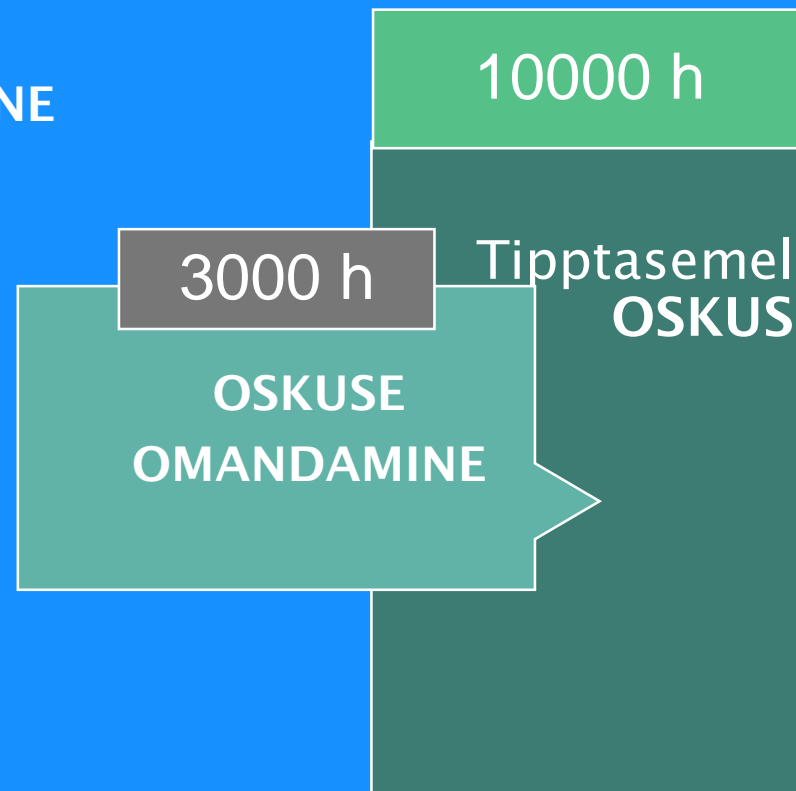 NE
10000 h
3000 h
Tipptasemel
OSKUS
OSKUSE
OMANDAMINE